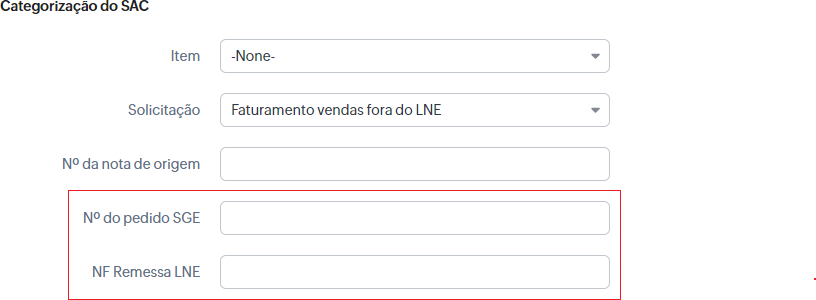 Categorização do SAC
Item
-None-
Solicitação
Faturamento vendas fora do LNE
Nº da nota de origem
Nº do pedido SGE
NF Remessa LNE